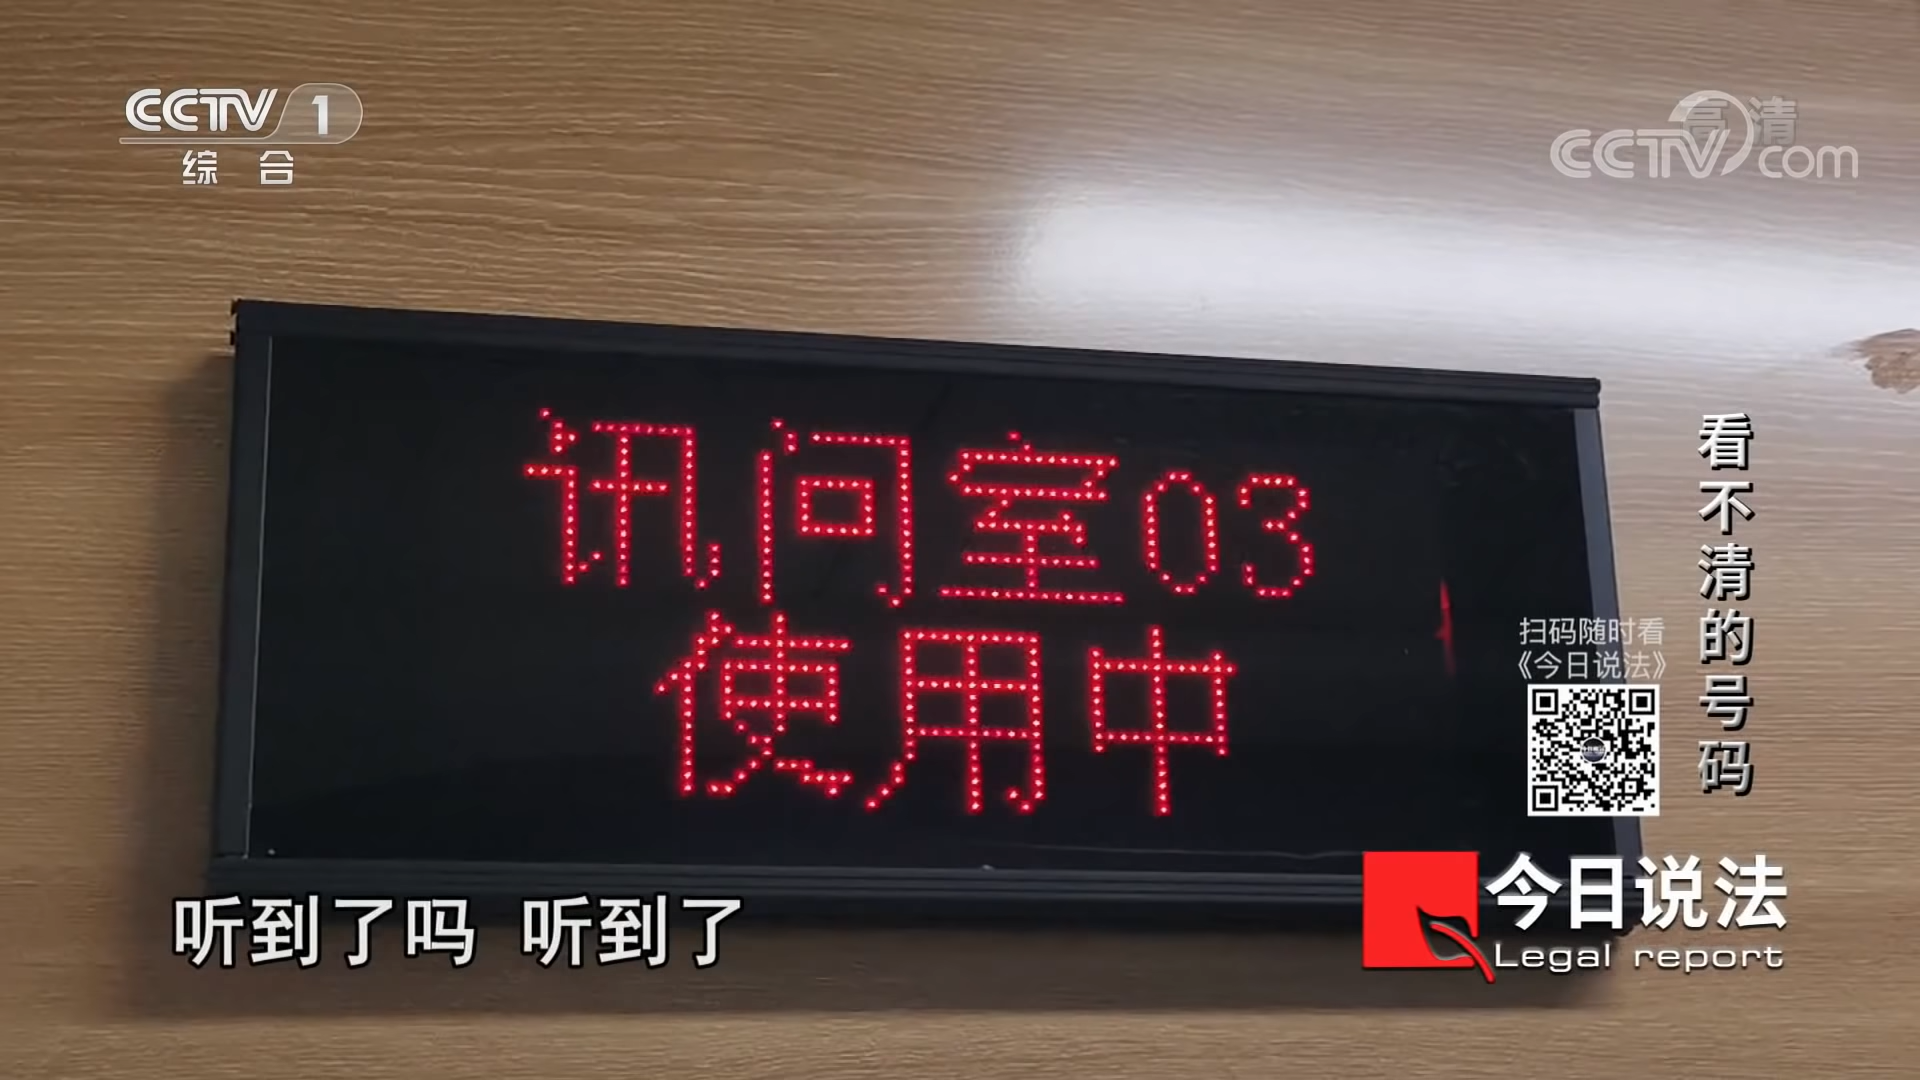 CCTV 1
综合
高清
CCTV com
讯问室03
使用中
看不清的号码
扫码随时看
《今日说法》
今日说法
Legal report
听到了吗 听到了